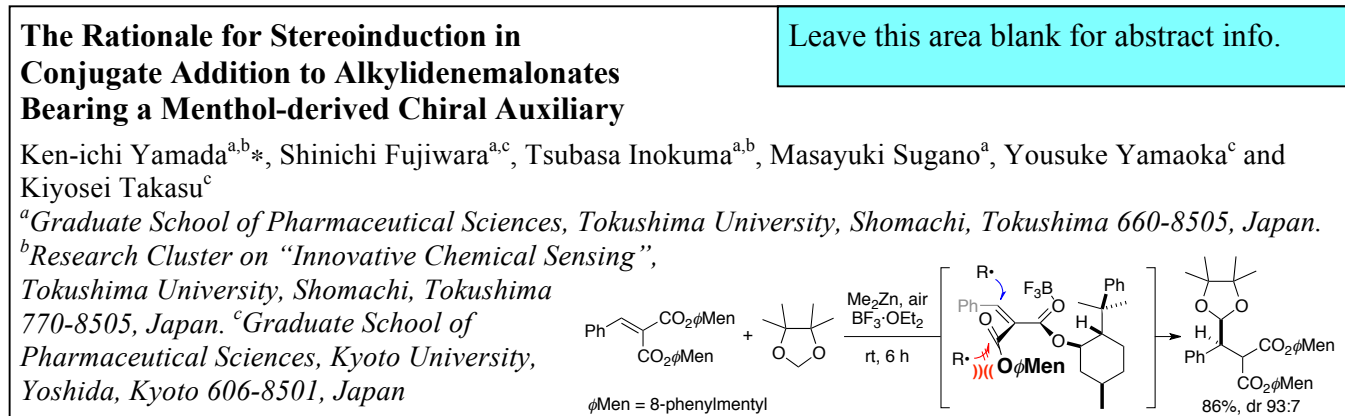 The Rationale for Stereoinduction in
Conjugate Addition to Alkylidenemalonates
Bearing a Menthol-derived Chiral Auxiliary
Leave this area blank for abstract info.
Ken-ichi Yamada^a,b*, Shinichi Fujiwara^a,c, Tsubasa Inokuma^a,b, Masayuki Sugano^a, Yousuke Yamaoka^c and
Kiyosei Takasu^c
^aGraduate School of Pharmaceutical Sciences, Tokushima University, Shomachi, Tokushima 660-8505, Japan.
^bResearch Cluster on “Innovative Chemical Sensing”,
Tokushima University, Shomachi, Tokushima
770-8505, Japan. ^cGraduate School of
Pharmaceutical Sciences, Kyoto University,
Yoshida, Kyoto 606-8501, Japan
Ph
CO2ϕMen
CO2ϕMen
+
O
O
Me2Zn, air
BF3·OEt2
rt, 6 h
R•
F3B
Ph
Ph
O
O
H
O
R•
OϕMen
O
O
H
Ph
CO2ϕMen
CO2ϕMen
ϕMen = 8-phenylmentyl
86%, dr 93:7